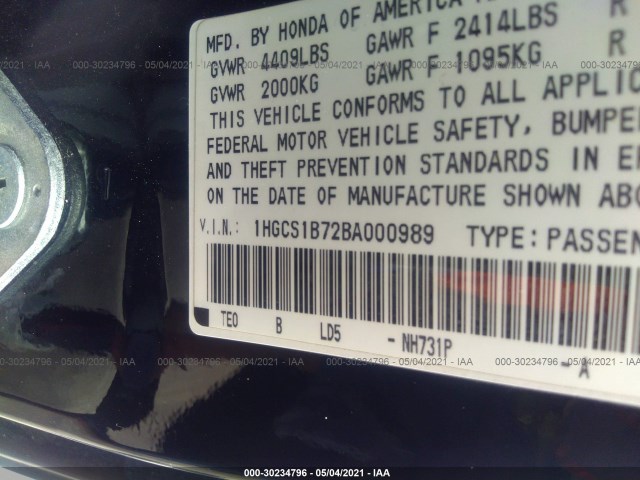 MFD. BY HONDA OF AMERICA
GVWR 4409LBS GAWR F 2414LBS R
GVWR 2000KG GAWR F 1095KG R
THIS VEHICLE CONFORMS TO ALL APPLIC
FEDERAL MOTOR VEHICLE SAFETY, BUMPE
AND THEFT PREVENTION STANDARDS IN E
ON THE DATE OF MANUFACTURE SHOWN ABO
V.I.N.: 1HGCS1B72BA000989 TYPE: PASSEN
TE0 B LD5 - NH731P - A
000-30234796 - 05/04/2021 - IAA